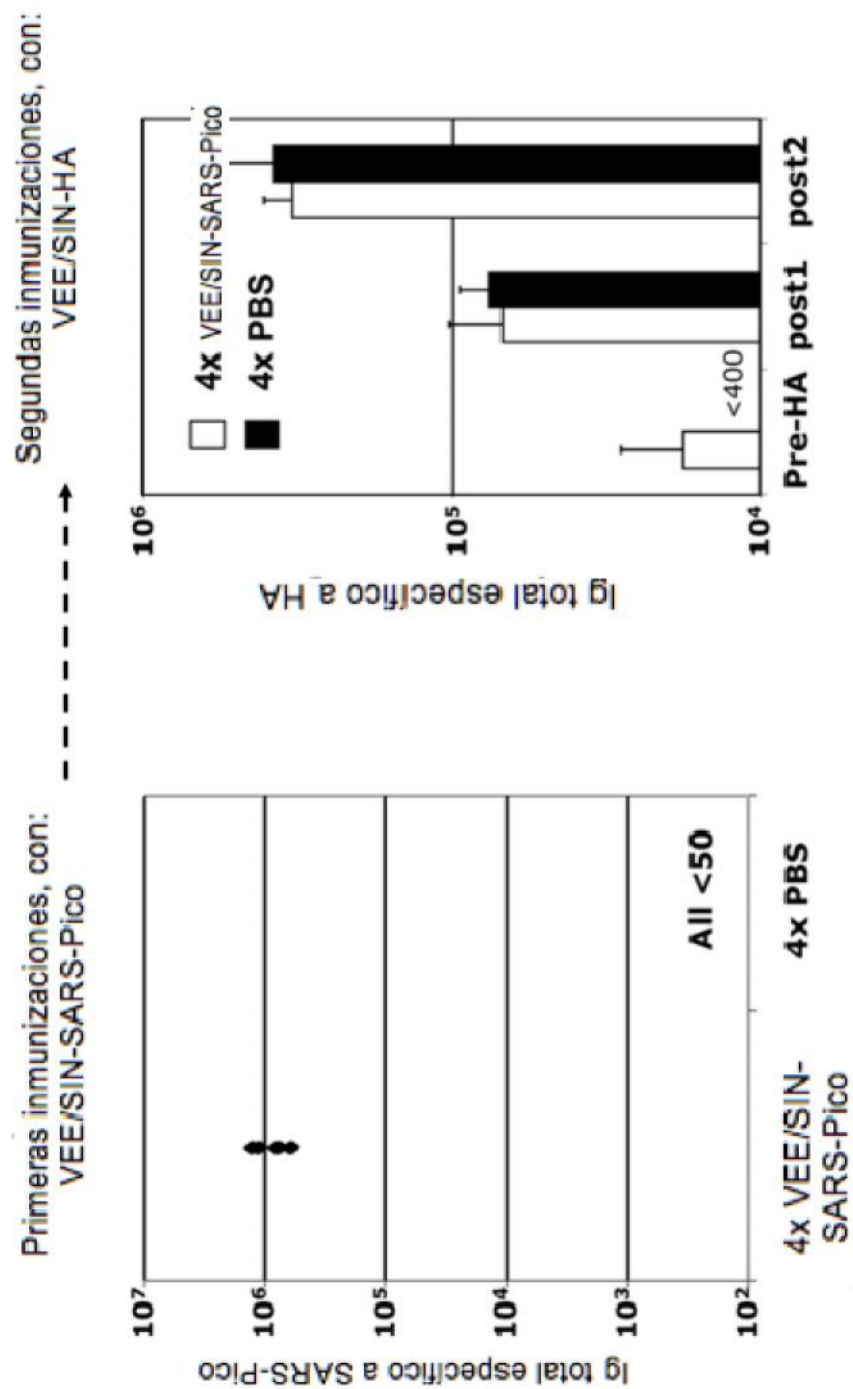 Primeras inmunizaciones, con:
VEE/SIN-SARS-Pico
Ig total específico a SARS-Pico
10⁷
10⁶
10⁵
10⁴
10³
10²
All <50
4x VEE/SIN-
SARS-Pico
4x PBS
Segundas inmunizaciones, con:
VEE/SIN-HA
Ig total específico a HA
10⁶
10⁵
10⁴
4x VEE/SIN-SARS-Pico
4x PBS
<400
Pre-HA post1 post2